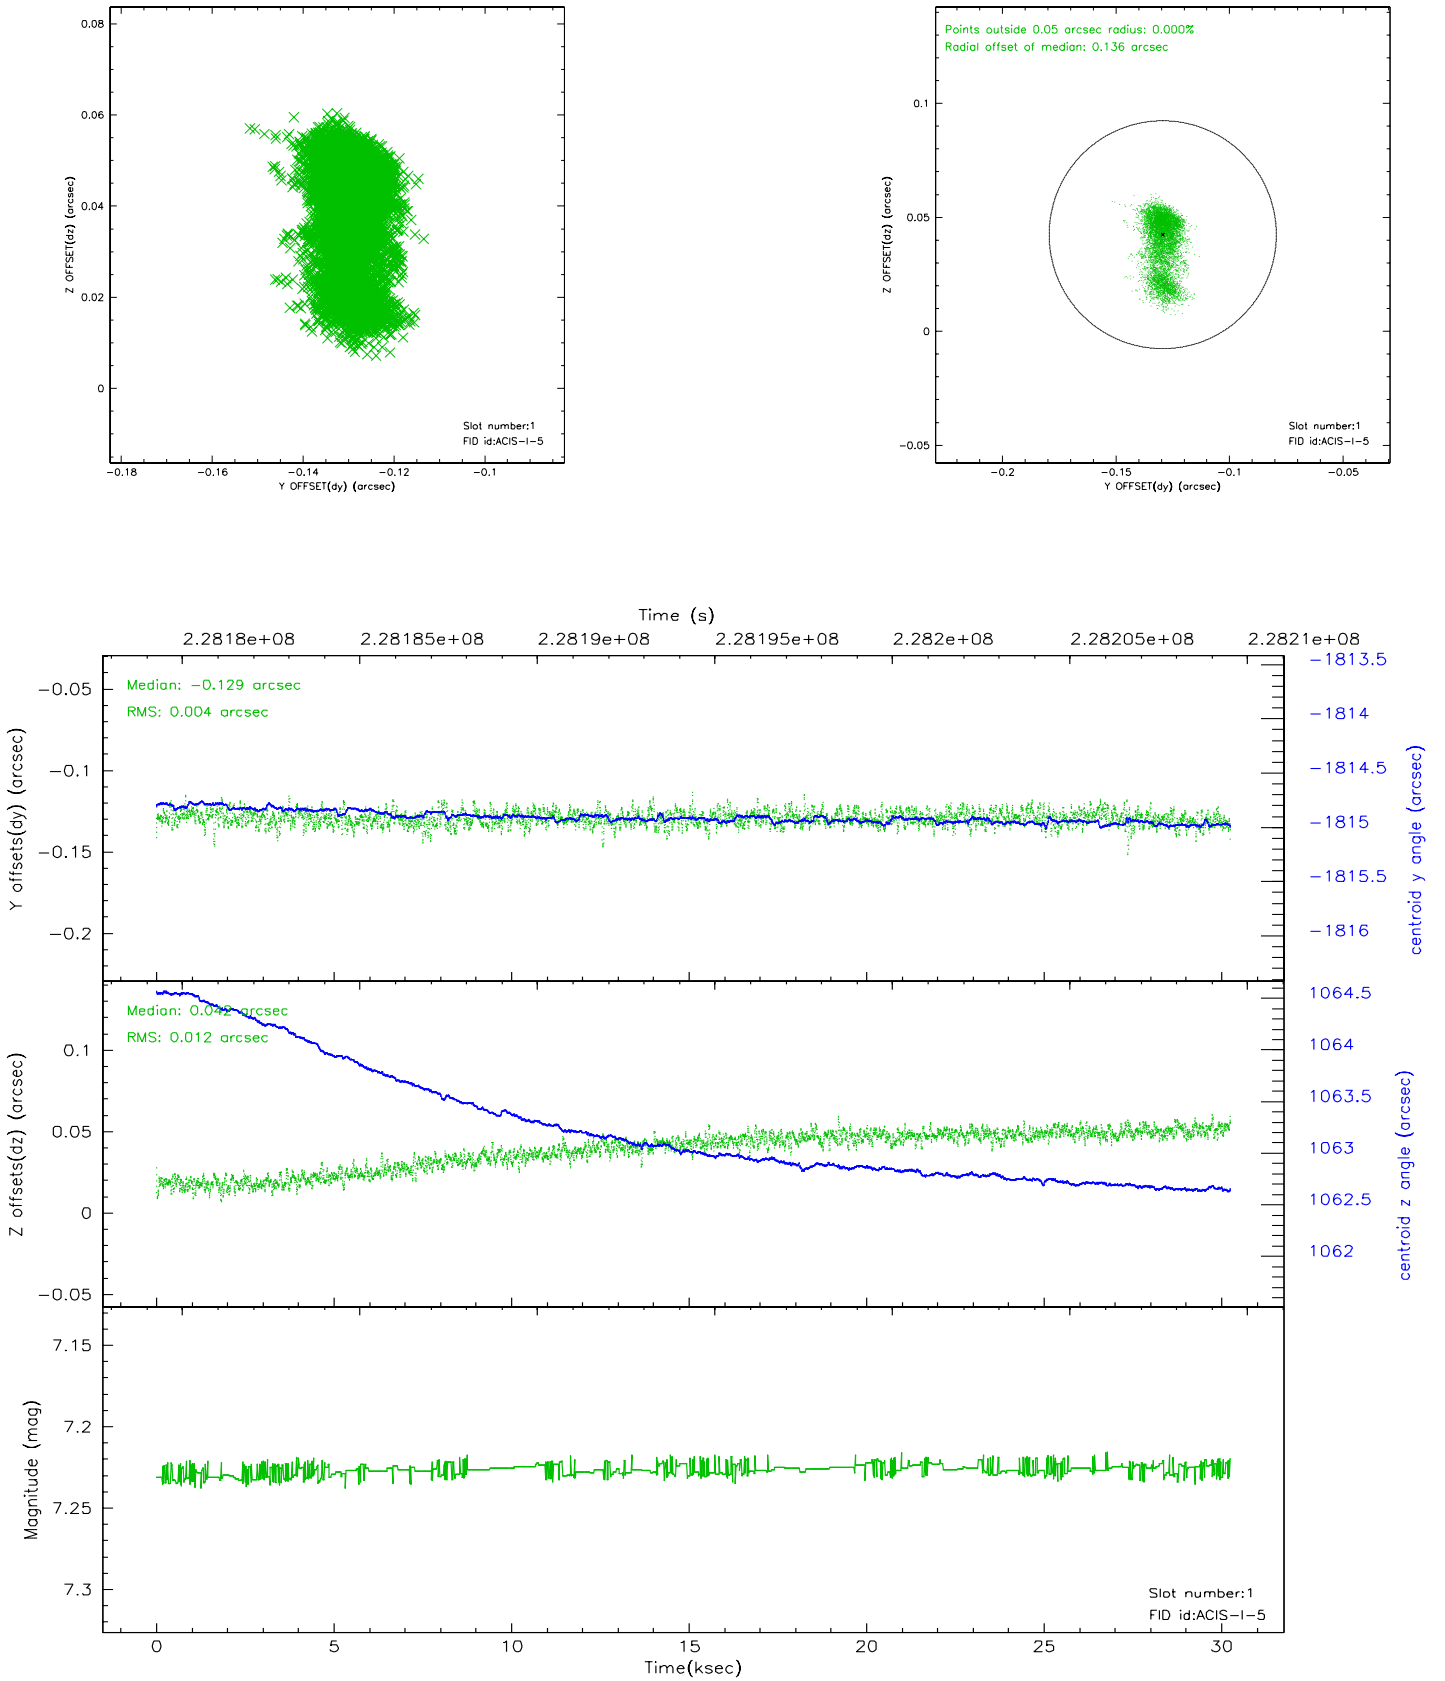 0.08
0.06
0.04
0.02
0
Z OFFSET(dz) (arcsec)
Slot number:1
FID id:ACIS-I-5
-0.18
-0.16
-0.14
-0.12
-0.1
Y OFFSET(dy) (arcsec)
Points outside 0.05 arcsec radius: 0.000%
Radial offset of median: 0.136 arcsec
0.1
0.05
0
-0.05
Z OFFSET(dz) (arcsec)
Slot number:1
FID id:ACIS-I-5
-0.2
-0.15
-0.1
-0.05
Y OFFSET(dy) (arcsec)
Time (s)
2.2818e+08
2.28185e+08
2.2819e+08
2.28195e+08
2.282e+08
2.28205e+08
2.2821e+08
Median: -0.129 arcsec
RMS: 0.004 arcsec
-0.05
-0.1
-0.15
-0.2
Y offsets(dy) (arcsec)
-1813.5
-1814
-1814.5
-1815
-1815.5
-1816
centroid y angle (arcsec)
Median: 0.042 arcsec
RMS: 0.012 arcsec
0.1
0.05
0
-0.05
Z offsets(dz) (arcsec)
1064.5
1064
1063.5
1063
1062.5
1062
centroid z angle (arcsec)
7.15
7.2
7.25
7.3
Magnitude (mag)
Slot number:1
FID id:ACIS-I-5
0
5
10
15
20
25
30
Time(ksec)